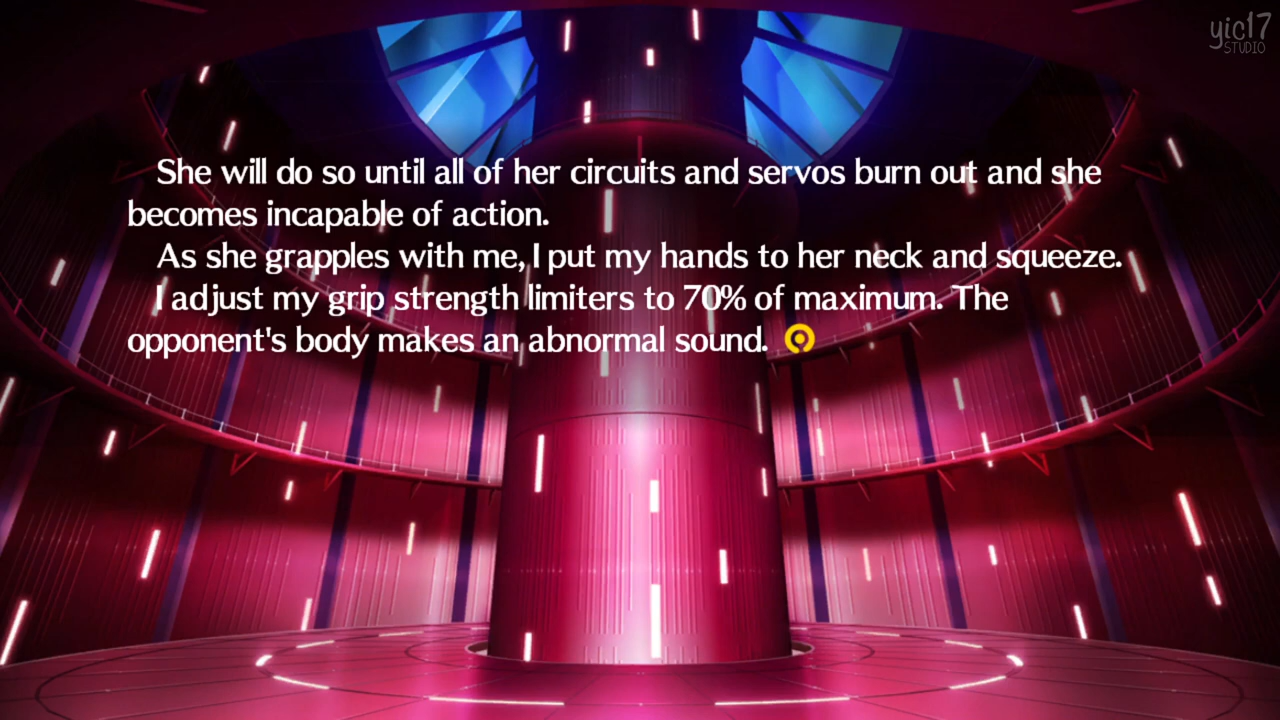 yic17
STUDIO
She will do so until all of her circuits and servos burn out and she
becomes incapable of action.
As she grapples with me, I put my hands to her neck and squeeze.
I adjust my grip strength limiters to 70% of maximum. The
opponent's body makes an abnormal sound.